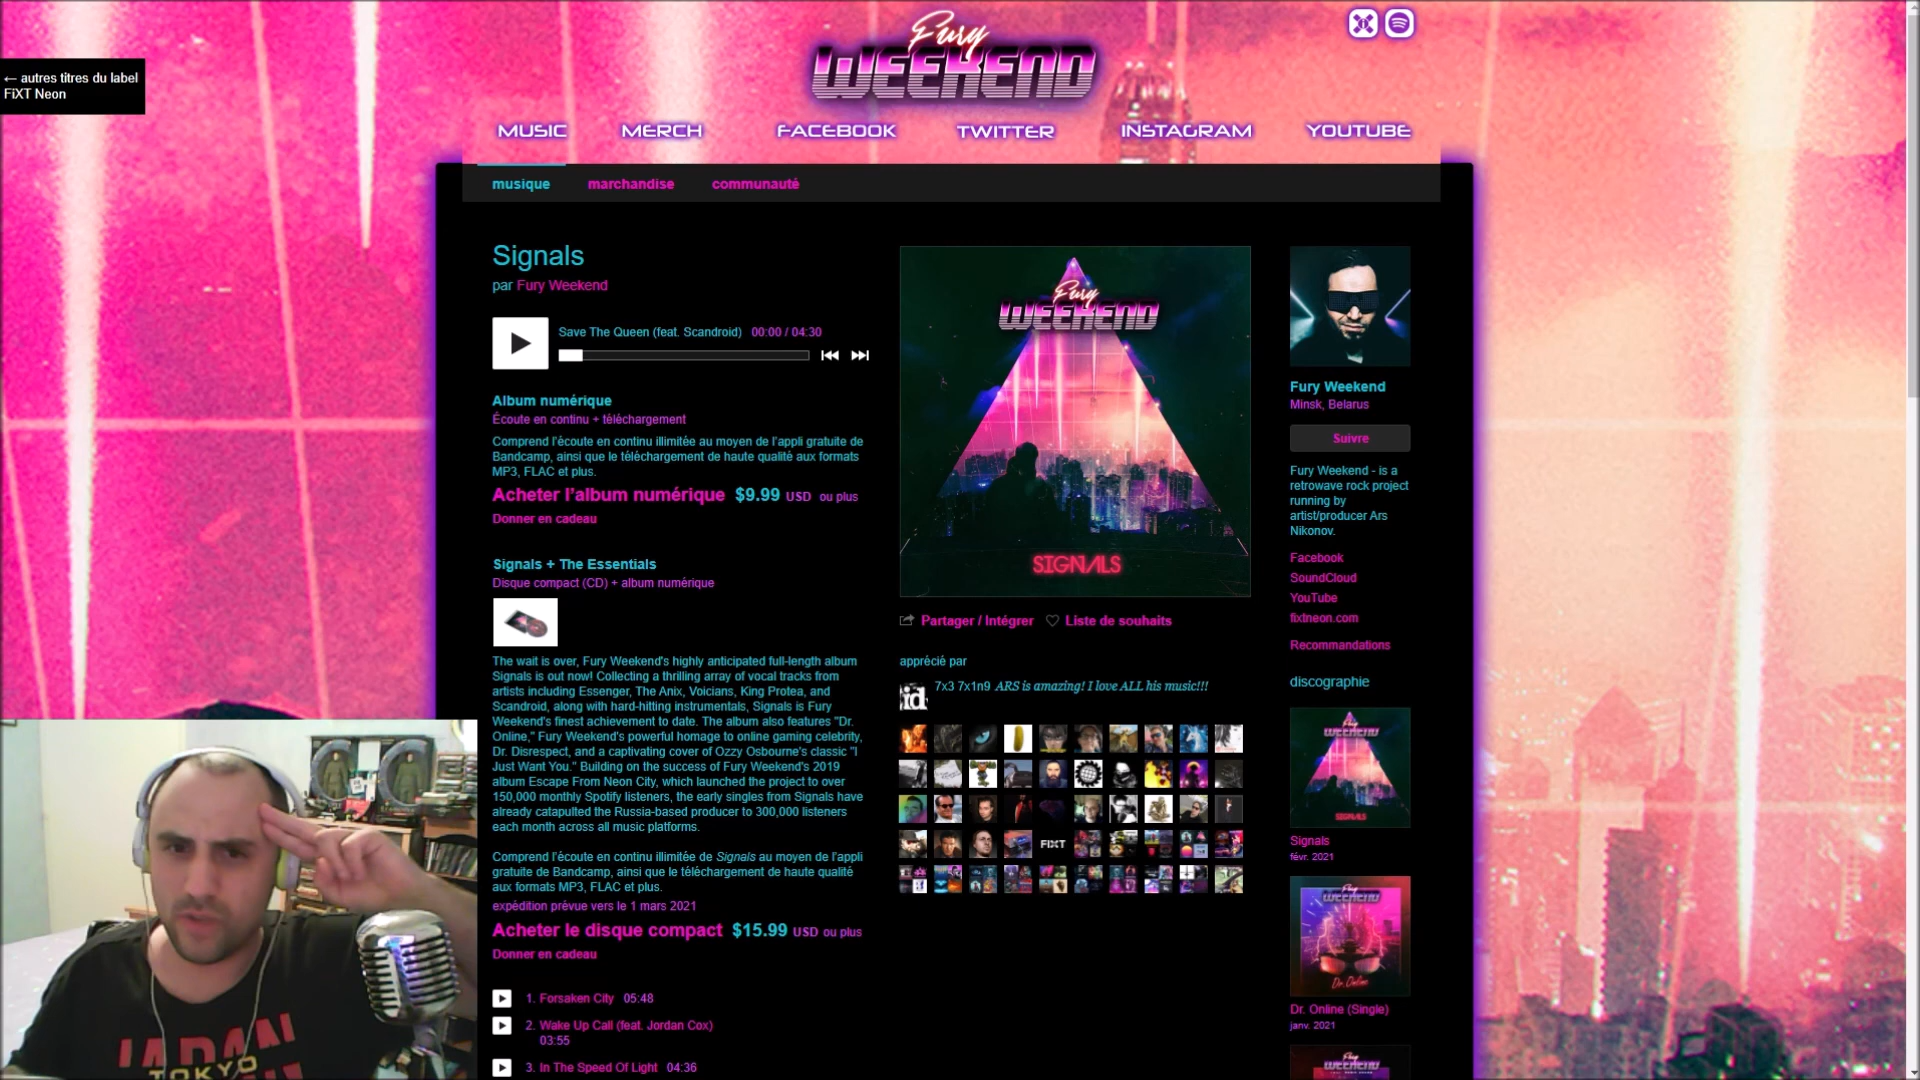 ← autres titres du label
FiXT Neon
Fury
WEEKEND
MUSIC
MERCH
FACEBOOK
TWITTER
INSTAGRAM
YOUTUBE
musique
marchandise
communauté
Signals
par Fury Weekend
Save The Queen (feat. Scandroid) 00:00 / 04:30
Album numérique
Écoute en continu + téléchargement
Comprend l'écoute en continu illimitée au moyen de l'appli gratuite de
Bandcamp, ainsi que le téléchargement de haute qualité aux formats
MP3, FLAC et plus.
Acheter l'album numérique $9.99 USD ou plus
Donner en cadeau
Signals + The Essentials
Disque compact (CD) + album numérique
The wait is over, Fury Weekend's highly anticipated full-length album
Signals is out now! Collecting a thrilling array of vocal tracks from
artists including Essenger, The Anix, Voicians, King Protea, and
Scandroid, along with hard-hitting instrumentals, Signals is Fury
Weekend's finest achievement to date. The album also features "Dr.
Online," Fury Weekend's powerful homage to online gaming celebrity,
Dr. Disrespect, and a captivating cover of Ozzy Osbourne's classic "I
Just Want You." Building on the success of Fury Weekend's 2019
album Escape From Neon City, which launched the project to over
150,000 monthly Spotify listeners, the early singles from Signals have
already catapulted the Russia-based producer to 300,000 listeners
each month across all music platforms.
Comprend l'écoute en continu illimitée de Signals au moyen de l'appli
gratuite de Bandcamp, ainsi que le téléchargement de haute qualité
aux formats MP3, FLAC et plus.
expédition prévue vers le 1 mars 2021
Acheter le disque compact $15.99 USD ou plus
Donner en cadeau
1. Forsaken City 05:48
2. Wake Up Call (feat. Jordan Cox)
03:55
3. In The Speed Of Light 04:36
Fury
WEEKEND
SIGNALS
Partager / Intégrer
Liste de souhaits
apprécié par
id
7x3 7x1n9 ARS is amazing! I love ALL his music!!!
FIXT
Fury Weekend
Minsk, Belarus
Suivre
Fury Weekend - is a
retrowave rock project
running by
artist/producer Ars
Nikonov.
Facebook
SoundCloud
YouTube
fixtneon.com
Recommandations
discographie
Fury
WEEKEND
SIGNALS
Signals
févr. 2021
Fury
WEEKEND
Dr. Online
Dr. Online (Single)
janv. 2021
Fury
WEEKEND
JAPAN
TOKYO